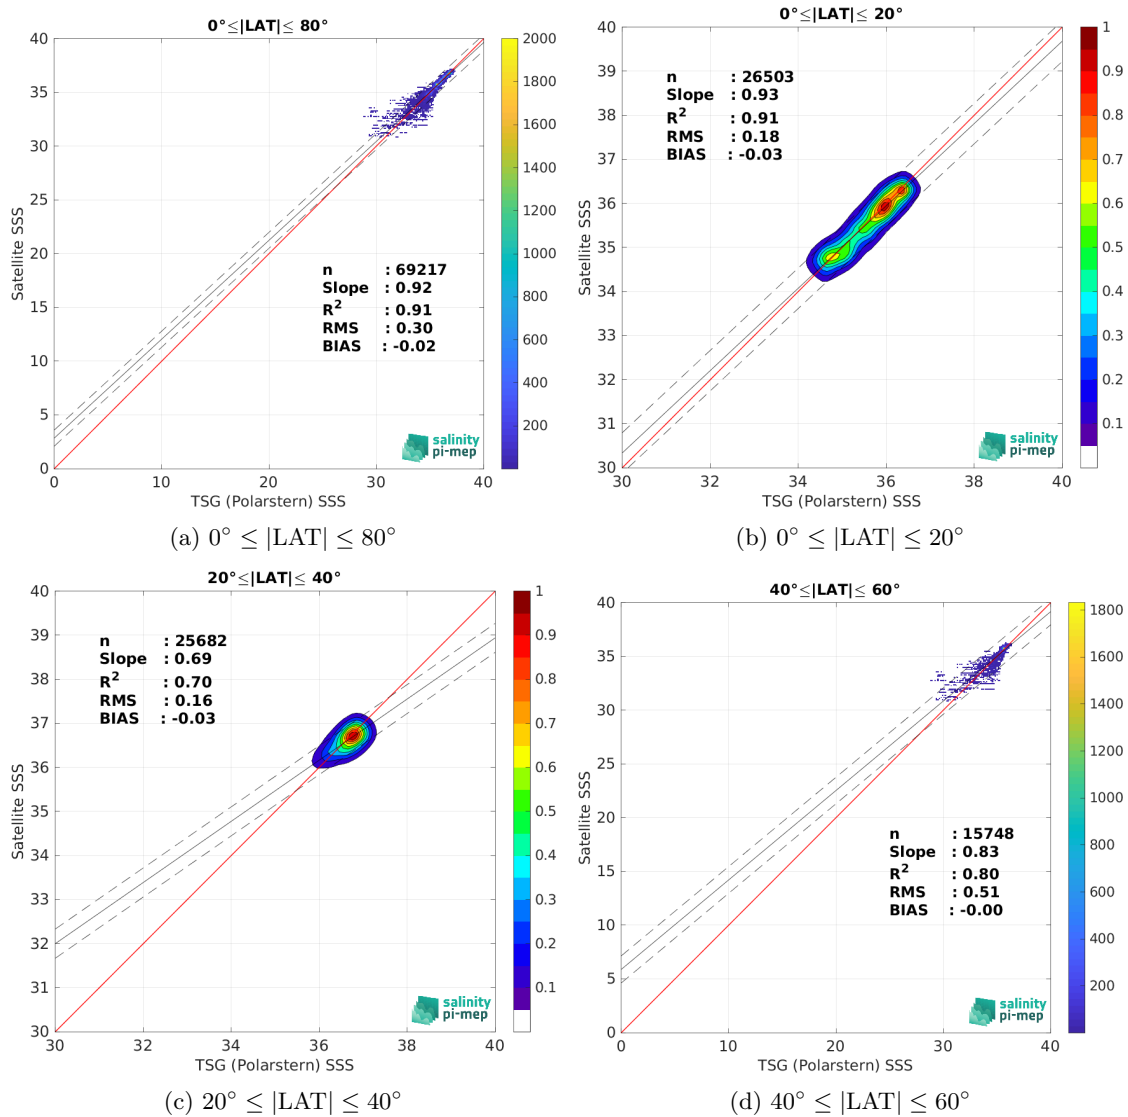 0°≤|LAT|≤ 80°
40
35
30
25
20
15
10
5
0
0
10
20
30
40
Satellite SSS
TSG (Polarstern) SSS
n : 69217
Slope : 0.92
R² : 0.91
RMS : 0.30
BIAS : -0.02
salinity
pi-mep
2000
1800
1600
1400
1200
1000
800
600
400
200
(a) 0° ≤ |LAT| ≤ 80°
0°≤|LAT|≤ 20°
40
39
38
37
36
35
34
33
32
31
30
30
32
34
36
38
40
Satellite SSS
TSG (Polarstern) SSS
n : 26503
Slope : 0.93
R² : 0.91
RMS : 0.18
BIAS : -0.03
salinity
pi-mep
1
0.9
0.8
0.7
0.6
0.5
0.4
0.3
0.2
0.1
(b) 0° ≤ |LAT| ≤ 20°
20°≤|LAT|≤ 40°
40
39
38
37
36
35
34
33
32
31
30
30
32
34
36
38
40
Satellite SSS
TSG (Polarstern) SSS
n : 25682
Slope : 0.69
R² : 0.70
RMS : 0.16
BIAS : -0.03
salinity
pi-mep
1
0.9
0.8
0.7
0.6
0.5
0.4
0.3
0.2
0.1
(c) 20° ≤ |LAT| ≤ 40°
40°≤|LAT|≤ 60°
40
35
30
25
20
15
10
5
0
0
10
20
30
40
Satellite SSS
TSG (Polarstern) SSS
n : 15748
Slope : 0.83
R² : 0.80
RMS : 0.51
BIAS : -0.00
salinity
pi-mep
1800
1600
1400
1200
1000
800
600
400
200
(d) 40° ≤ |LAT| ≤ 60°